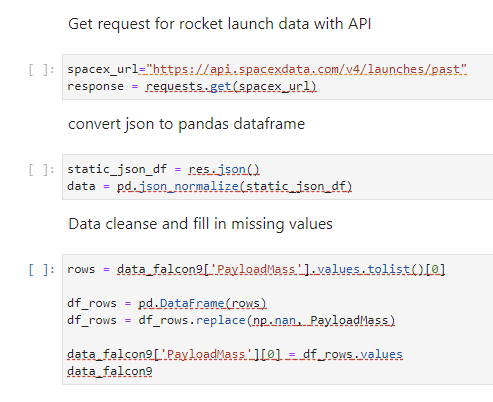 Get request for rocket launch data with API
[ ]: spacex_url="https://api.spacexdata.com/v4/launches/past"
response = requests.get(spacex_url)
convert json to pandas dataframe
[ ]: static_json_df = res.json()
data = pd.json_normalize(static_json_df)
Data cleanse and fill in missing values
[ ]: rows = data_falcon9['PayloadMass'].values.tolist()[0]
df_rows = pd.DataFrame(rows)
df_rows = df_rows.replace(np.nan, PayloadMass)
data_falcon9['PayloadMass'][0] = df_rows.values
data_falcon9